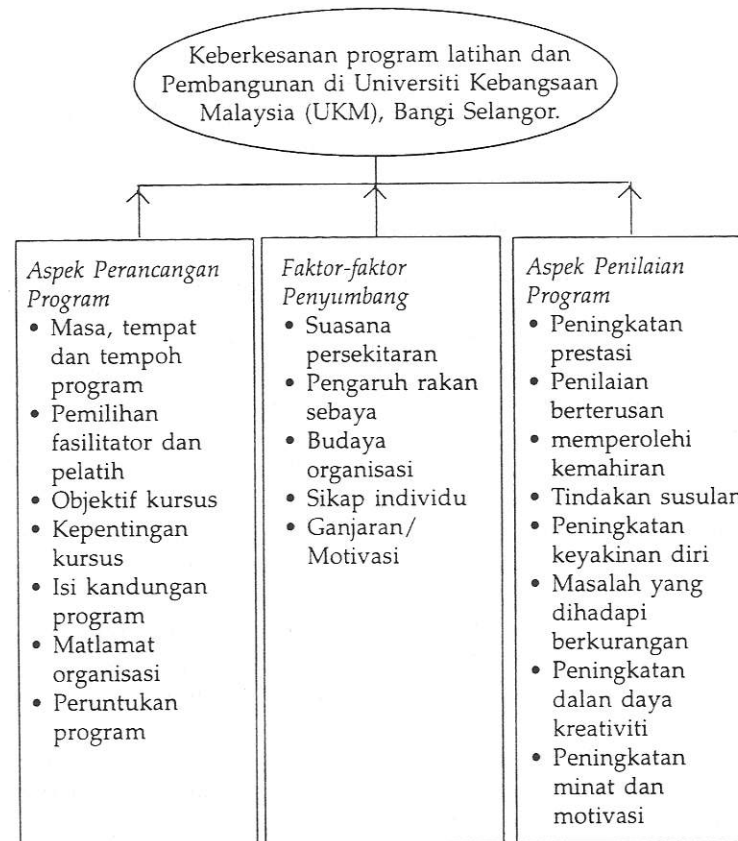 Keberkesanan program latihan dan
Pembangunan di Universiti Kebangsaan
Malaysia (UKM), Bangi Selangor.
Aspek Perancangan
Program
• Masa, tempat
dan tempoh
program
• Pemilihan
fasilitator dan
pelatih
• Objektif kursus
• Kepentingan
kursus
• Isi kandungan
program
• Matlamat
organisasi
• Peruntukan
program
Faktor-faktor
Penyumbang
• Suasana
persekitaran
• Pengaruh rakan
sebaya
• Budaya
organisasi
• Sikap individu
• Ganjaran/
Motivasi
Aspek Penilaian
Program
• Peningkatan
prestasi
• Penilaian
berterusan
• memperolehi
kemahiran
• Tindakan susulan
• Peningkatan
keyakinan diri
• Masalah yang
dihadapi
berkurangan
• Peningkatan
dalan daya
kreativiti
• Peningkatan
minat dan
motivasi